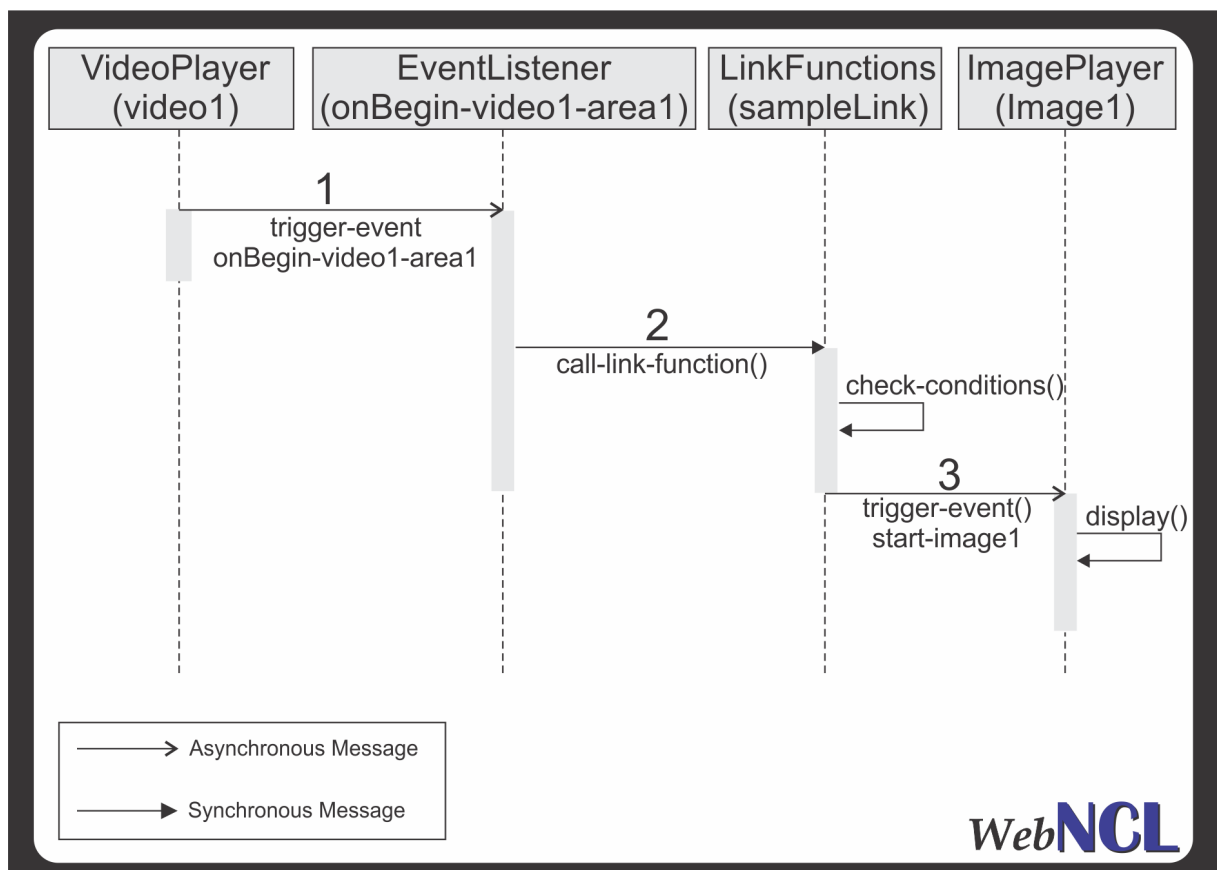 VideoPlayer
(video1)
EventListener
(onBegin-video1-area1)
LinkFunctions
(sampleLink)
ImagePlayer
(Image1)
1
trigger-event
onBegin-video1-area1
2
call-link-function()
check-conditions()
3
trigger-event()
start-image1
display()
Asynchronous Message
Synchronous Message
WebNCL